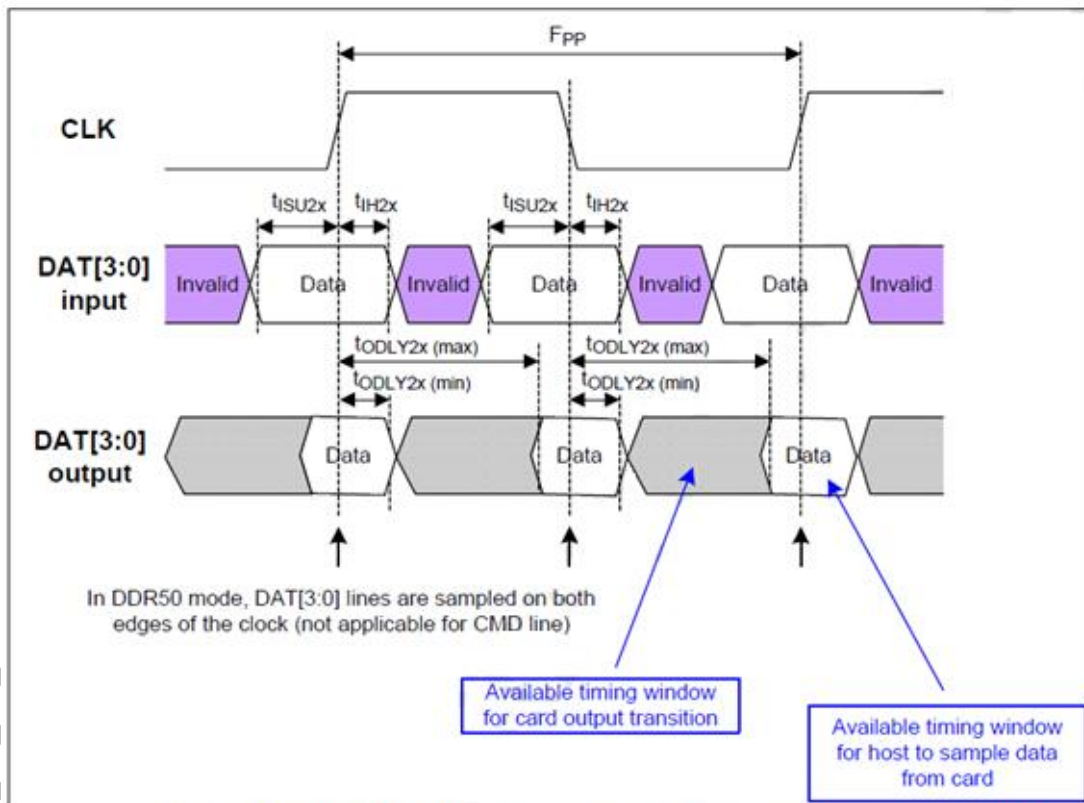 FPP
CLK
tISU2x tIH2x tISU2x tIH2x
DAT[3:0]
input
Invalid Data Invalid Data Invalid Data Invalid
tODLY2x (max) tODLY2x (max)
tODLY2x (min) tODLY2x (min)
DAT[3:0]
output
Data Data Data
In DDR50 mode, DAT[3:0] lines are sampled on both
edges of the clock (not applicable for CMD line)
Available timing window
for card output transition
Available timing window
for host to sample data
from card